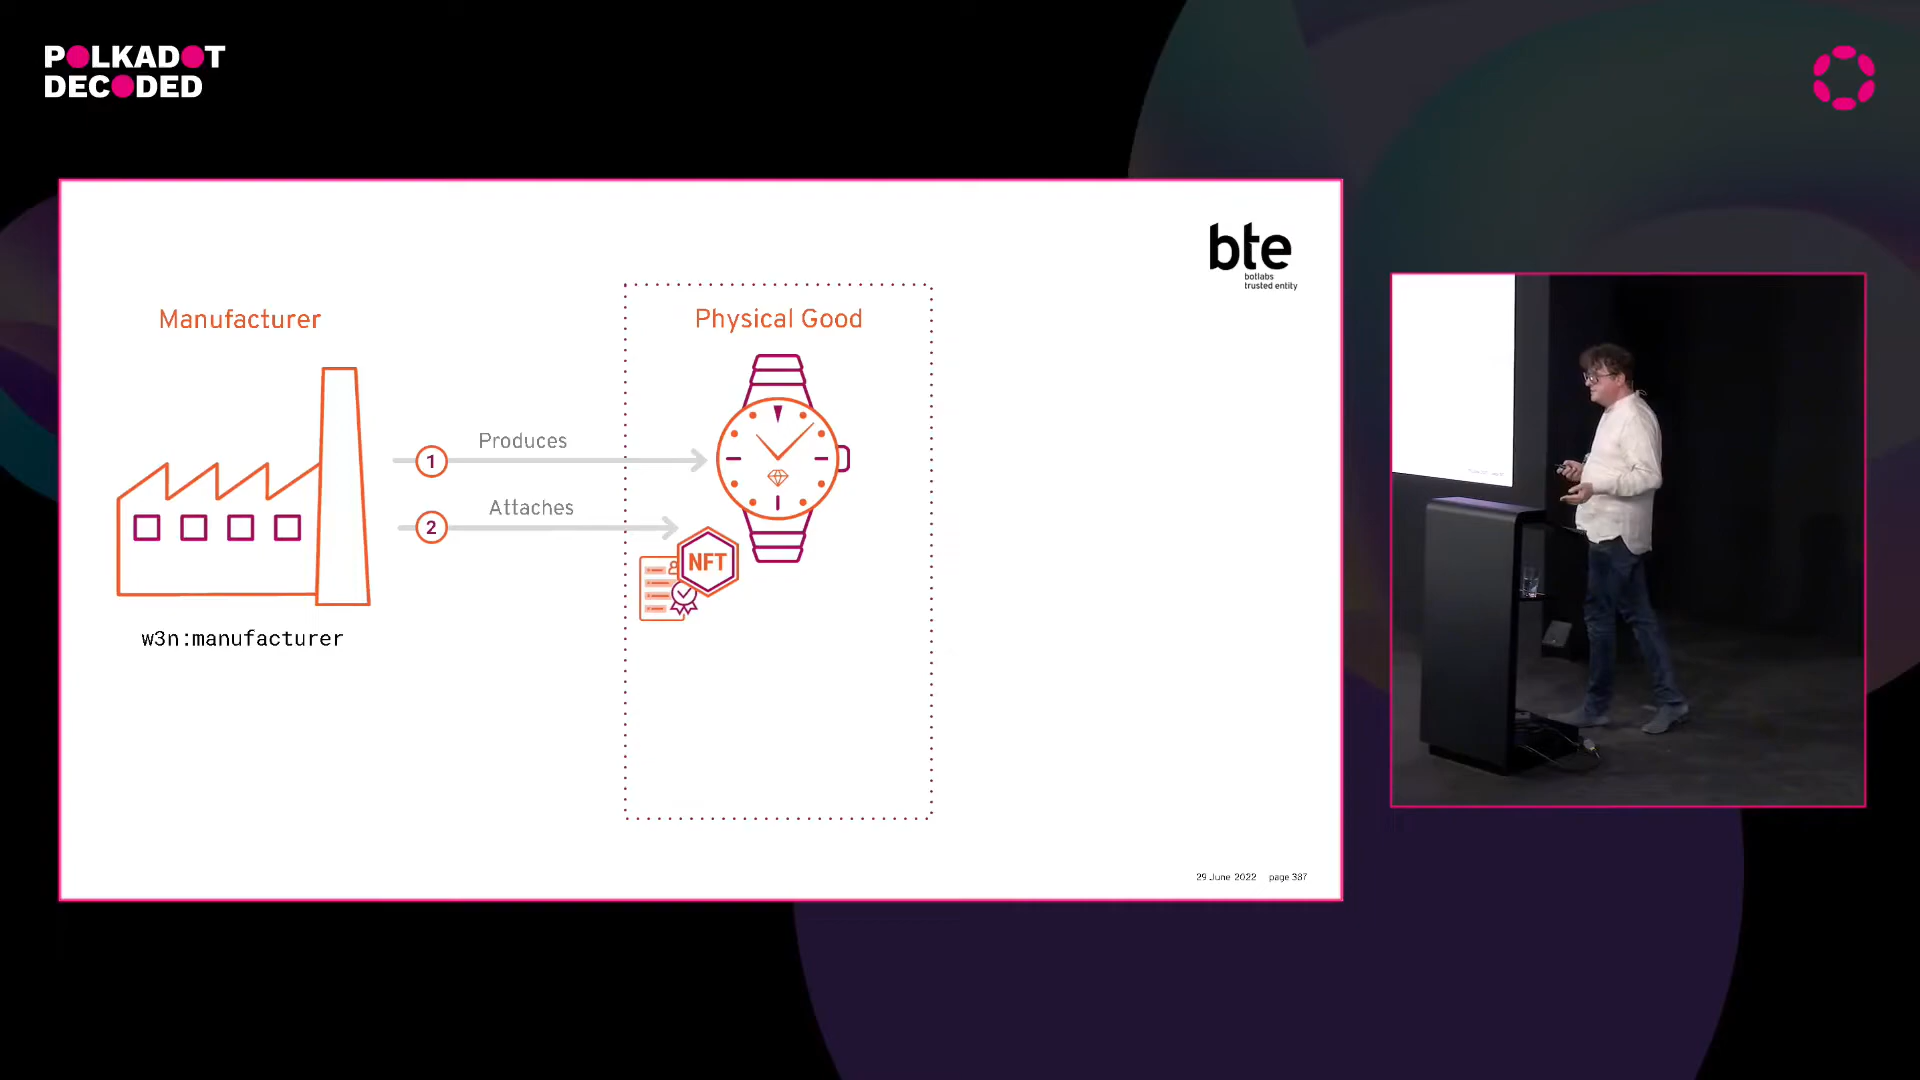 POLKADOT
DECODED
bte
botlabs
trusted entity
Manufacturer
Physical Good
Produces
1
Attaches
2
NFT
w3n:manufacturer
29 June 2022 page 387